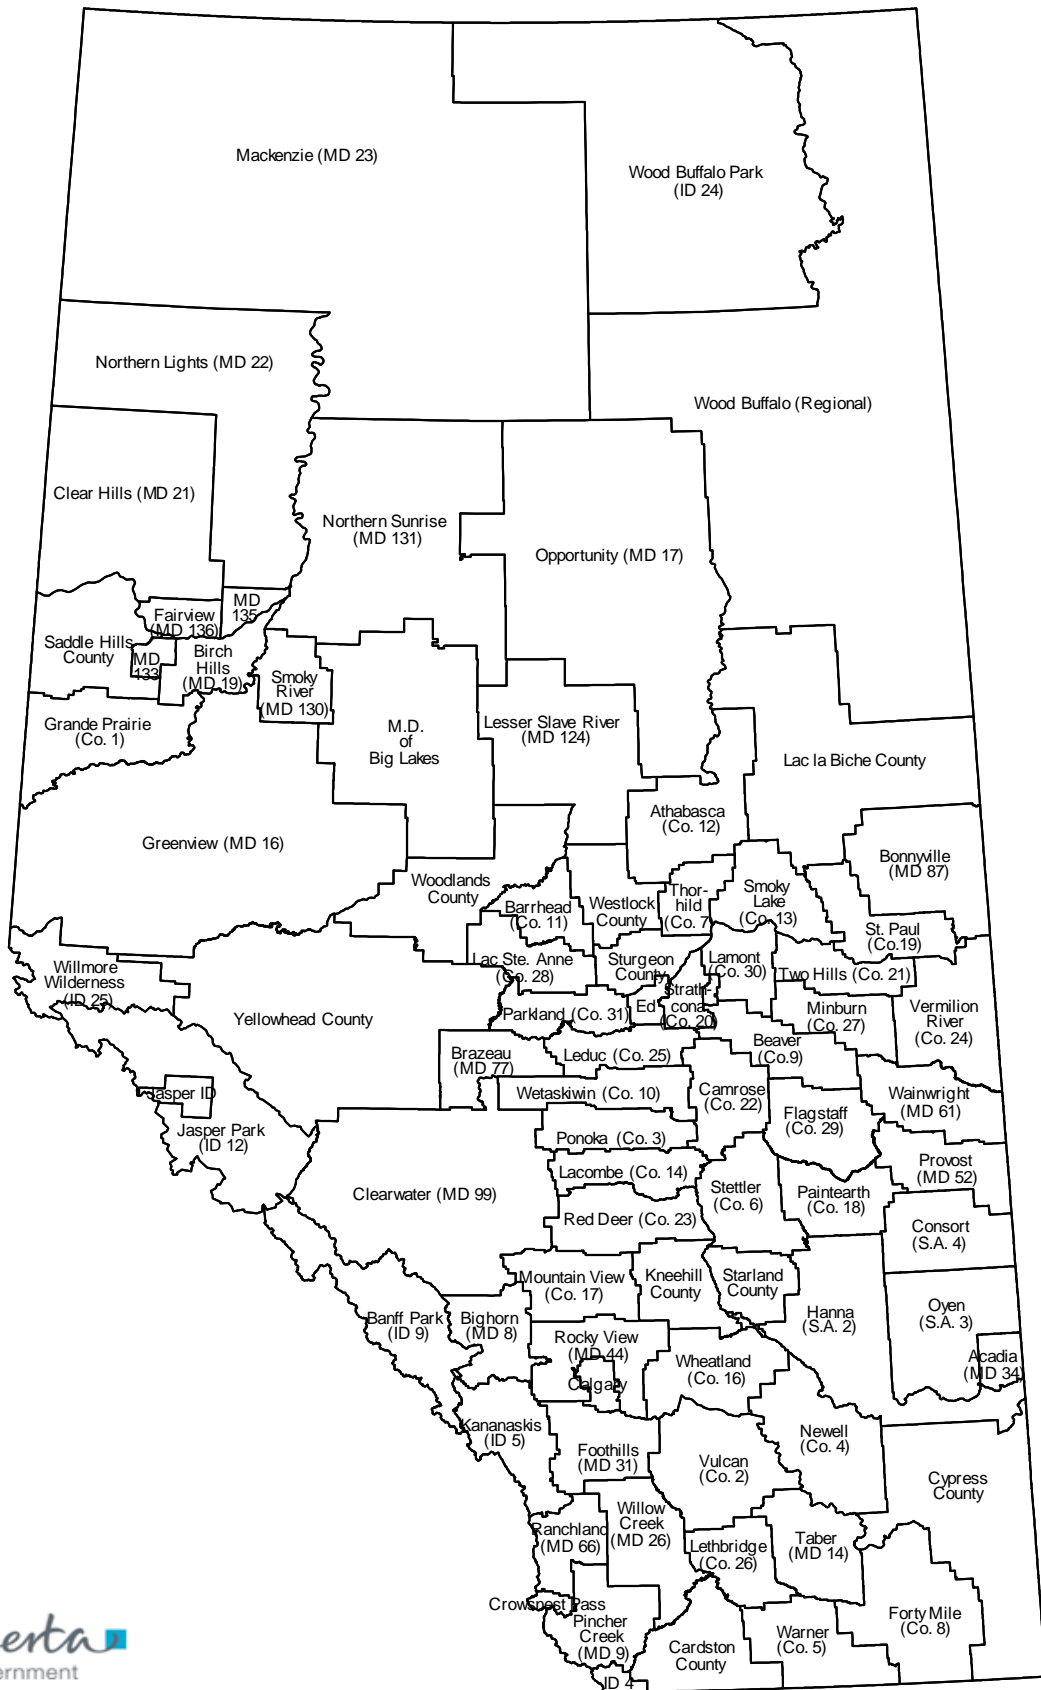 Mackenzie (MD 23)
Wood Buffalo Park
(ID 24)
Northern Lights (MD 22)
Wood Buffalo (Regional)
Clear Hills (MD 21)
Northern Sunrise
(MD 131)
Opportunity (MD 17)
MD
135
Fairview
(MD 136)
Saddle Hills
County
MD
133
Birch
Hills
(MD 19)
Smoky
River
(MD 130)
Grande Prairie
(Co. 1)
M.D.
of
Big Lakes
Lesser Slave River
(MD 124)
Lac la Biche County
Athabasca
(Co. 12)
Greenview (MD 16)
Bonnyville
(MD 87)
Woodlands
County
Barrhead
(Co. 11)
Westlock
County
Thor-
hild
(Co. 7)
Smoky
Lake
(Co. 13)
St. Paul
(Co.19)
Willmore
Wilderness
(ID 25)
Lac Ste. Anne
(Co. 28)
Sturgeon
County
Lamont
(Co. 30)
Two Hills (Co. 21)
Yellowhead County
Parkland (Co. 31)
Ed
Strath-
cona
(Co. 20)
Minburn
(Co. 27)
Vermilion
River
(Co. 24)
Brazeau
(MD 77)
Leduc (Co. 25)
Beaver
(Co.9)
Jasper ID
Wetaskiwin (Co. 10)
Camrose
(Co. 22)
Flagstaff
(Co. 29)
Wainwright
(MD 61)
Jasper Park
(ID 12)
Ponoka (Co. 3)
Lacombe (Co. 14)
Provost
(MD 52)
Clearwater (MD 99)
Stettler
(Co. 6)
Paintearth
(Co. 18)
Red Deer (Co. 23)
Consort
(S.A. 4)
Mountain View
(Co. 17)
Kneehill
County
Starland
County
Hanna
(S.A. 2)
Oyen
(S.A. 3)
Banff Park
(ID 9)
Bighorn
(MD 8)
Rocky View
(MD 44)
Wheatland
(Co. 16)
Acadia
(MD 34)
Calgary
Kananaskis
(ID 5)
Foothills
(MD 31)
Vulcan
(Co. 2)
Newell
(Co. 4)
Cypress
County
Ranchland
(MD 66)
Willow
Creek
(MD 26)
Lethbridge
(Co. 26)
Taber
(MD 14)
Crowsnest Pass
Pincher
Creek
(MD 9)
Cardston
County
Warner
(Co. 5)
Forty Mile
(Co. 8)
ID 4
erta
ernment